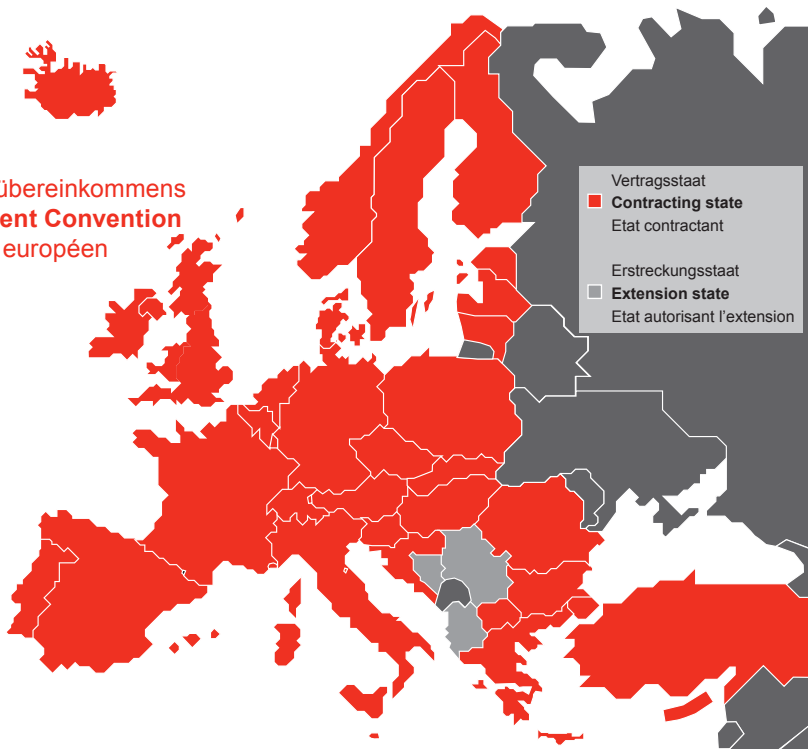 übereinkommens
ent Convention
européen
Vertragsstaat
Contracting state
Etat contractant
Erstreckungsstaat
Extension state
Etat autorisant l'extension